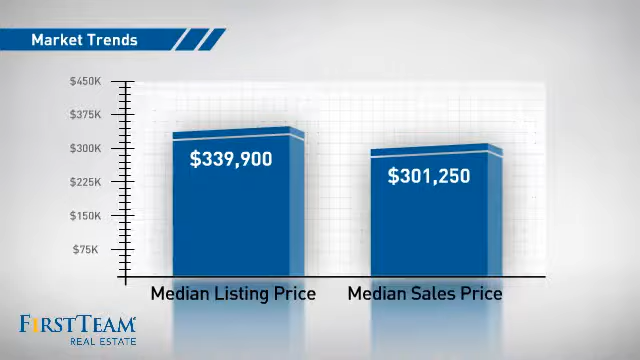 Market Trends
$450K
$375K
$300K
$225K
$150K
$75K
$339,900
$301,250
Median Listing Price
Median Sales Price
FIRSTTEAM®
REAL ESTATE